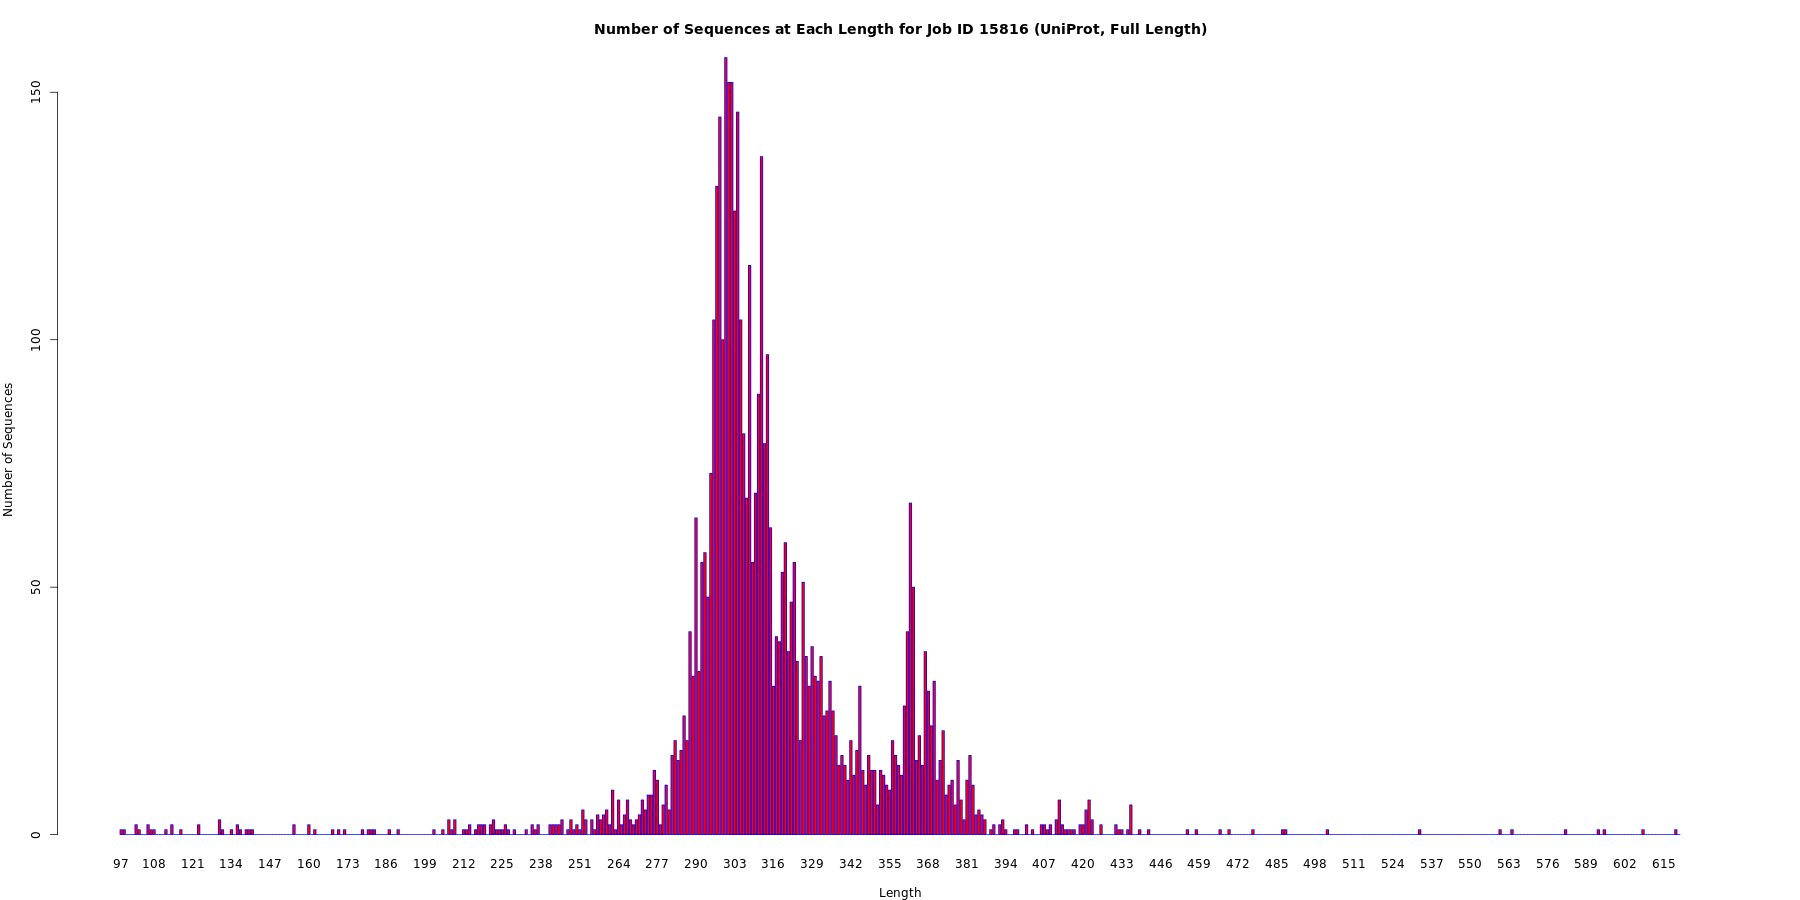 Number of Sequences at Each Length for Job ID 15816 (UniProt, Full Length)
150
100
50
0
Number of Sequences
97 108 121 134 147 160 173 186 199 212 225 238 251 264 277 290 303 316 329 342 355 368 381 394 407 420 433 446 459 472 485 498 511 524 537 550 563 576 589 602 615
Length